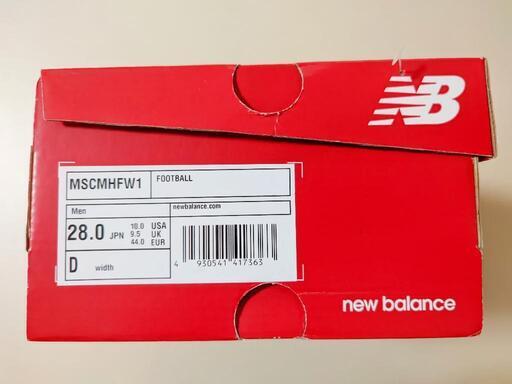 NB
MSCMHFW1
FOOTBALL
Men
newbalance.com
28.0 JPN
10.0 USA
9.5 UK
44.0 EUR
D width
4 930541 417363
new balance